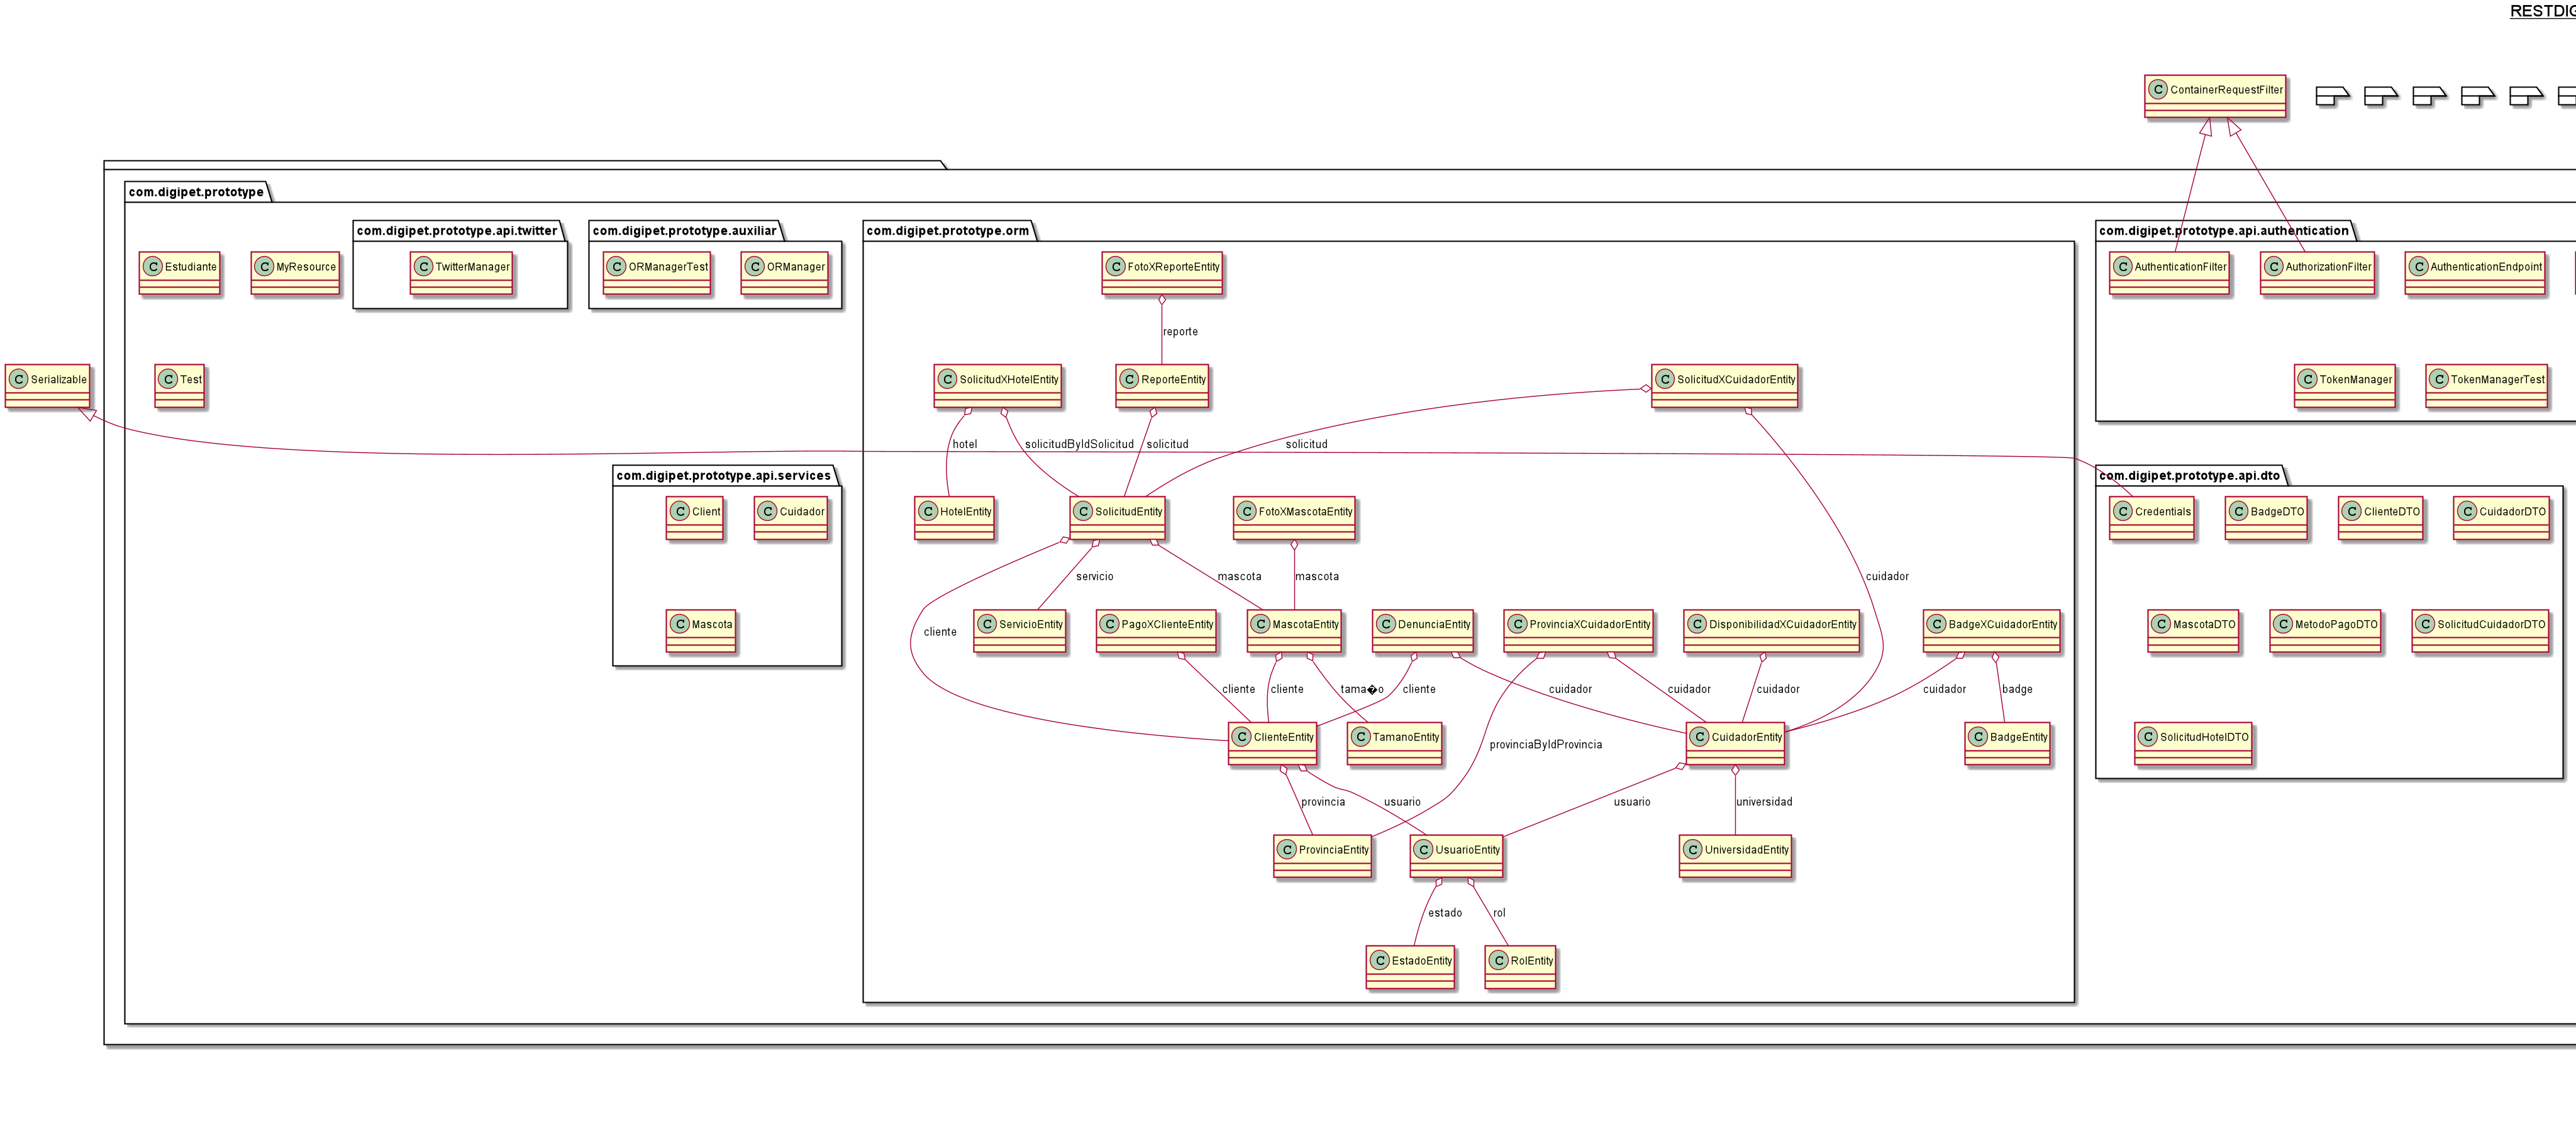 RESTDIG
C ContainerRequestFilter
com.digipet.prototype
com.digipet.prototype.api.twitter
com.digipet.prototype.auxiliar
com.digipet.prototype.orm
com.digipet.prototype.api.authentication
C Estudiante
C MyResource
C TwitterManager
C ORManagerTest
C ORManager
C FotoXReporteEntity
C AuthenticationFilter
C AuthorizationFilter
C AuthenticationEndpoint
reporte
C Serializable
C Test
C SolicitudXHotelEntity
C ReporteEntity
C SolicitudXCuidadorEntity
C TokenManager
C TokenManagerTest
hotel
solicitudByIdSolicitud
solicitud
solicitud
com.digipet.prototype.api.services
com.digipet.prototype.api.dto
C Client
C Cuidador
C HotelEntity
C SolicitudEntity
C FotoXMascotaEntity
C Credentials
C BadgeDTO
C ClienteDTO
C CuidadorDTO
servicio
mascota
mascota
cuidador
C Mascota
cliente
C ServicioEntity
C PagoXClienteEntity
C MascotaEntity
C DenunciaEntity
C ProvinciaXCuidadorEntity
C DisponibilidadXCuidadorEntity
C BadgeXCuidadorEntity
C MascotaDTO
C MetodoPagoDTO
C SolicitudCuidadorDTO
cliente
cliente
tama�o
cliente
cuidador
cuidador
cuidador
cuidador
badge
C ClienteEntity
C TamanoEntity
provinciaByIdProvincia
C CuidadorEntity
C BadgeEntity
C SolicitudHotelDTO
provincia
usuario
usuario
universidad
C ProvinciaEntity
C UsuarioEntity
C UniversidadEntity
estado
rol
C EstadoEntity
C RolEntity